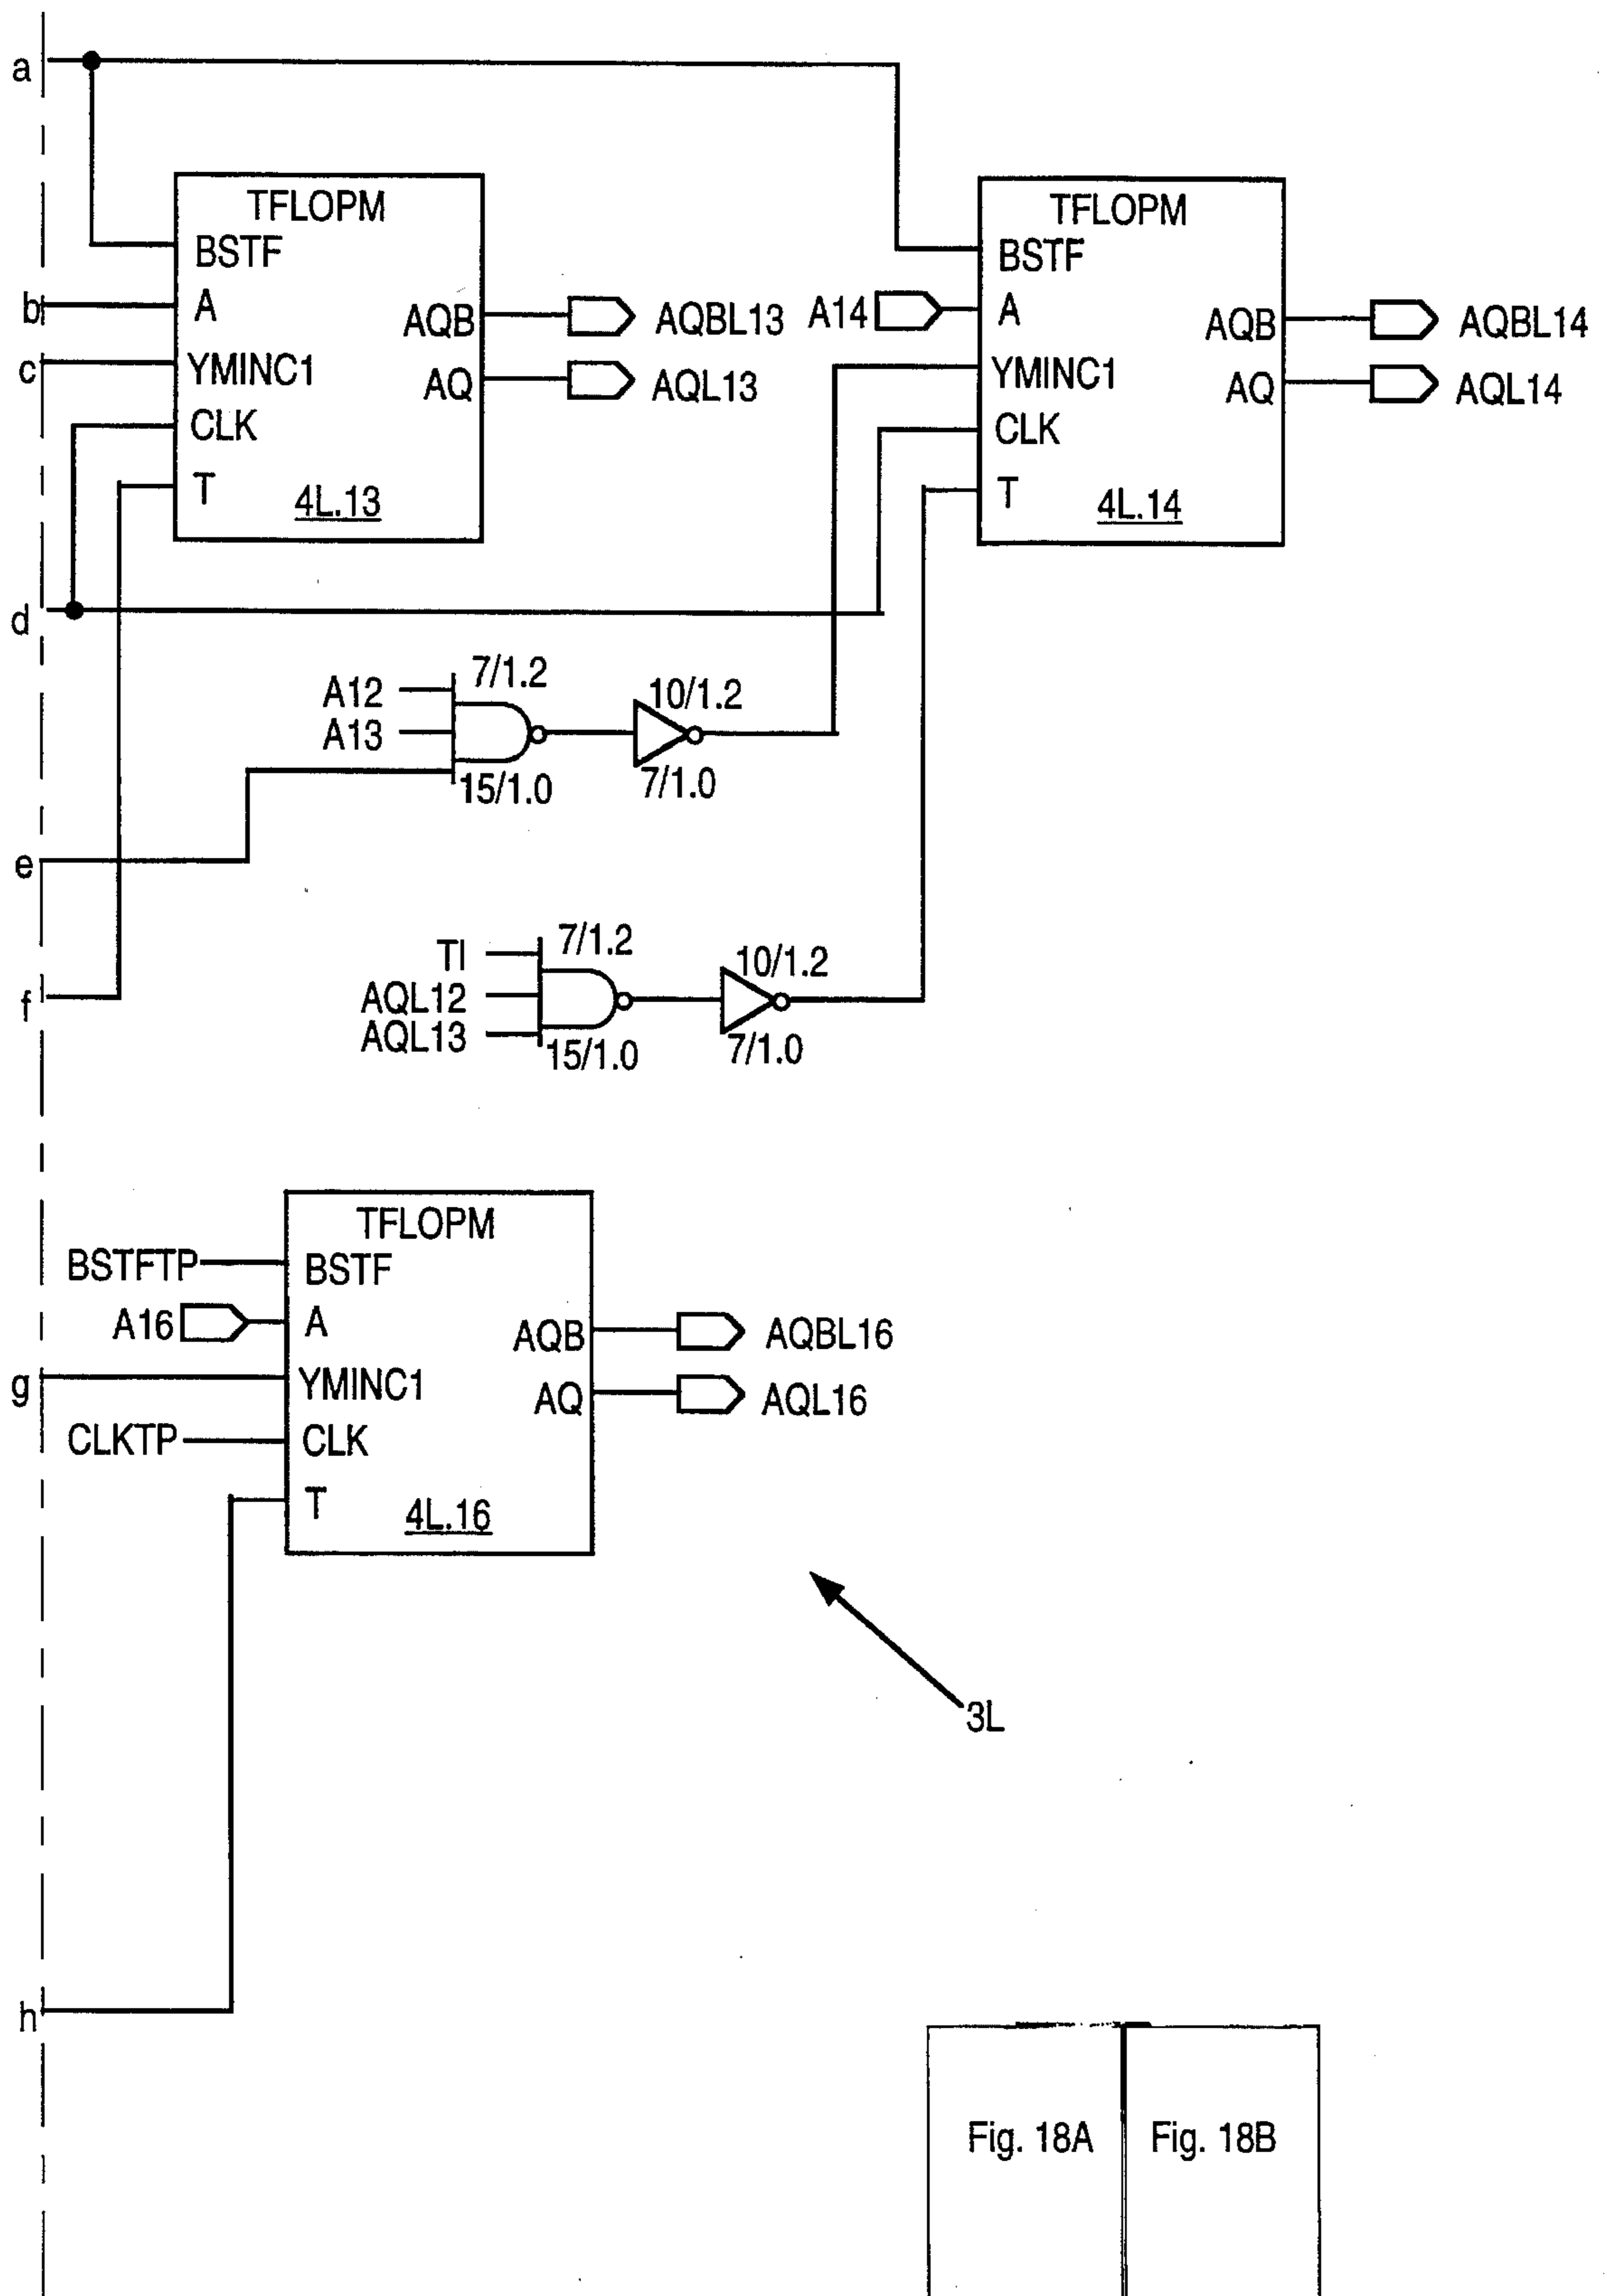 a
TFLOPM
BSTF
b
A
AQB
AQBL13
c
YMINC1
AQ
AQL13
CLK
T
4L.13
TFLOPM
BSTF
A14
A
AQB
AQBL14
YMINC1
AQ
AQL14
CLK
T
4L.14
d
A12
A13
7/1.2
15/1.0
10/1.2
7/1.0
e
f
TI
AQL12
AQL13
7/1.2
15/1.0
10/1.2
7/1.0
TFLOPM
BSTFTP
BSTF
A16
A
AQB
AQBL16
g
YMINC1
AQ
AQL16
CLKTP
CLK
T
4L.16
3L
h
Fig. 18A
Fig. 18B